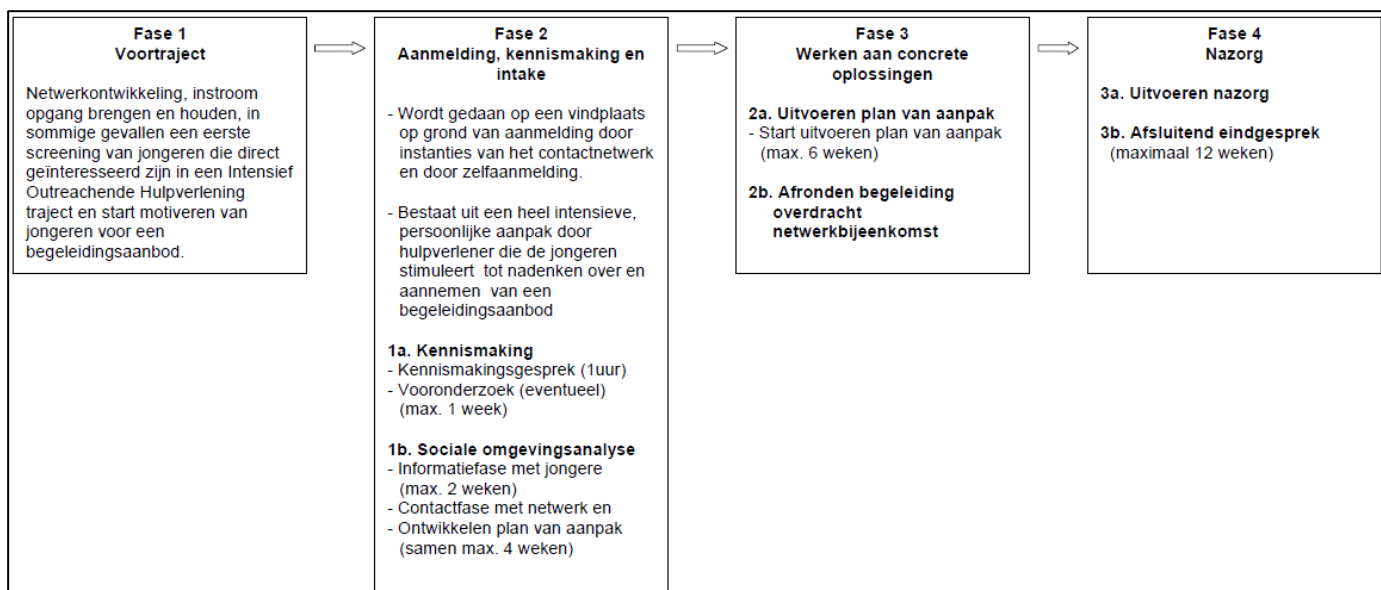 Fase 1
Voortraject
Netwerkontwikkeling, instroom
opgang brengen en houden, in
sommige gevallen een eerste
screening van jongeren die direct
geïnteresseerd zijn in een Intensief
Outreachende Hulpverlening
traject en start motiveren van
jongeren voor een
begeleidingsaanbod.
Fase 2
Aanmelding, kennismaking en
intake
- Wordt gedaan op een vindplaats
op grond van aanmelding door
instanties van het contactnetwerk
en door zelfaanmelding.
- Bestaat uit een heel intensieve,
persoonlijke aanpak door
hulpverlener die de jongeren
stimuleert tot nadenken over en
aannemen van een
begeleidingsaanbod
1a. Kennismaking
- Kennismakingsgesprek (1uur)
- Vooronderzoek (eventueel)
(max. 1 week)
1b. Sociale omgevingsanalyse
- Informatiefase met jongere
(max. 2 weken)
- Contactfase met netwerk en
- Ontwikkelen plan van aanpak
(samen max. 4 weken)
Fase 3
Werken aan concrete
oplossingen
2a. Uitvoeren plan van aanpak
- Start uitvoeren plan van aanpak
(max. 6 weken)
2b. Afronden begeleiding
overdracht
netwerkbijeenkomst
Fase 4
Nazorg
3a. Uitvoeren nazorg
3b. Afsluitend eindgesprek
(maximaal 12 weken)